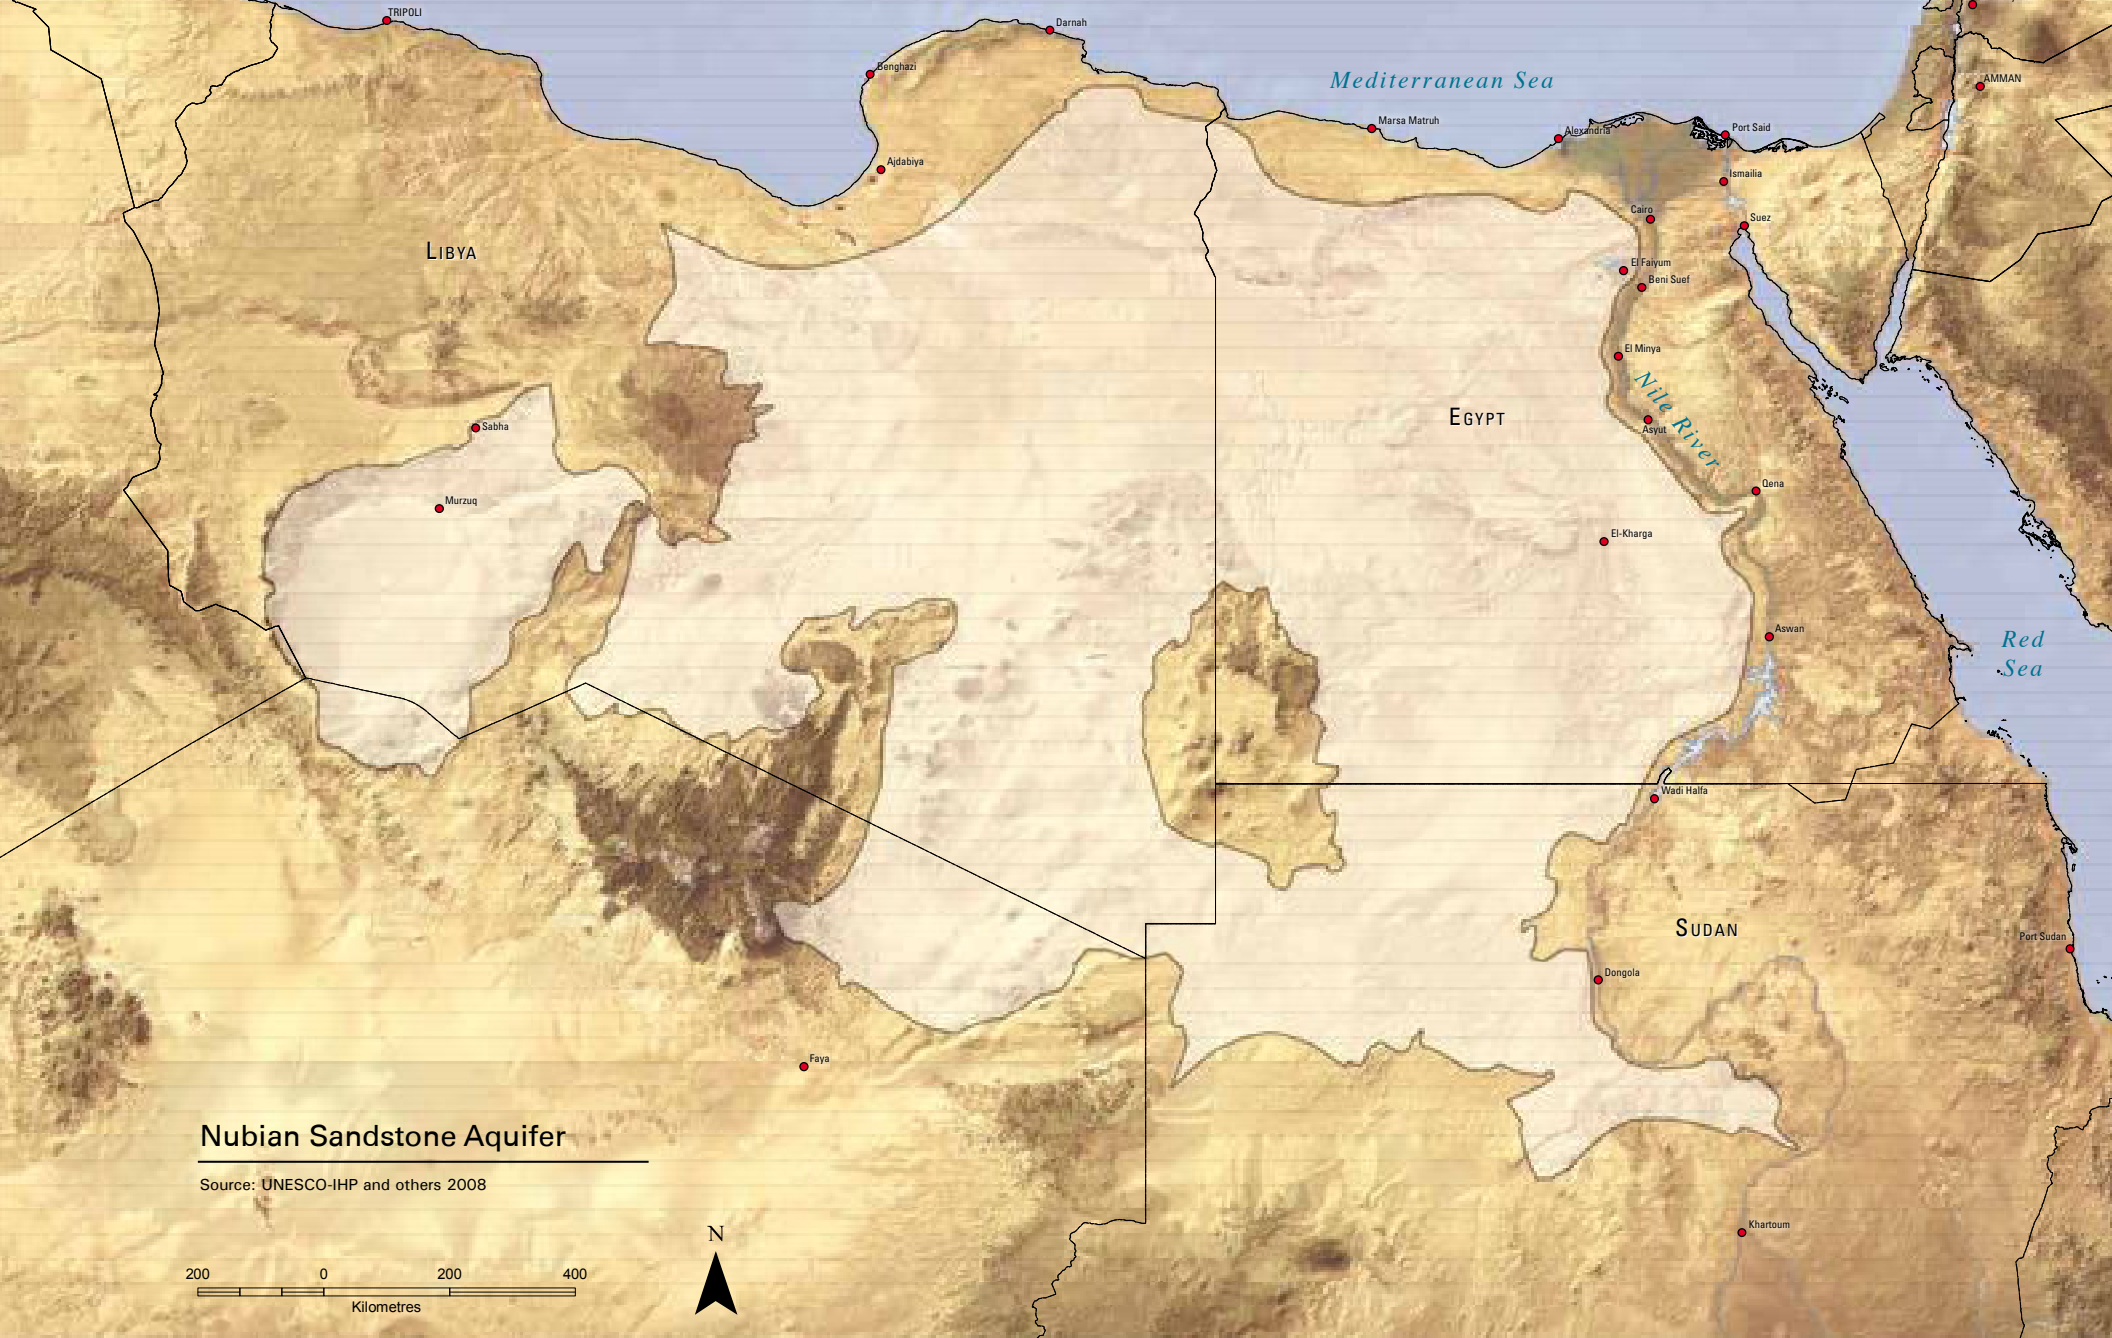 TRIPOLI
Darnah
Benghazi
Mediterranean Sea
AMMAN
Marsa Matruh
Alexandria
Port Said
Ajdabiya
Ismailia
Cairo
Suez
LIBYA
El Faiyum
Beni Suef
El Minya
Nile River
EGYPT
Sabha
Asyut
Qena
Murzuq
El-Kharga
Aswan
Red
Sea
Wadi Halfa
SUDAN
Port Sudan
Dongola
Faya
Nubian Sandstone Aquifer
Source: UNESCO-IHP and others 2008
Khartoum
N
200 0 200 400
Kilometres